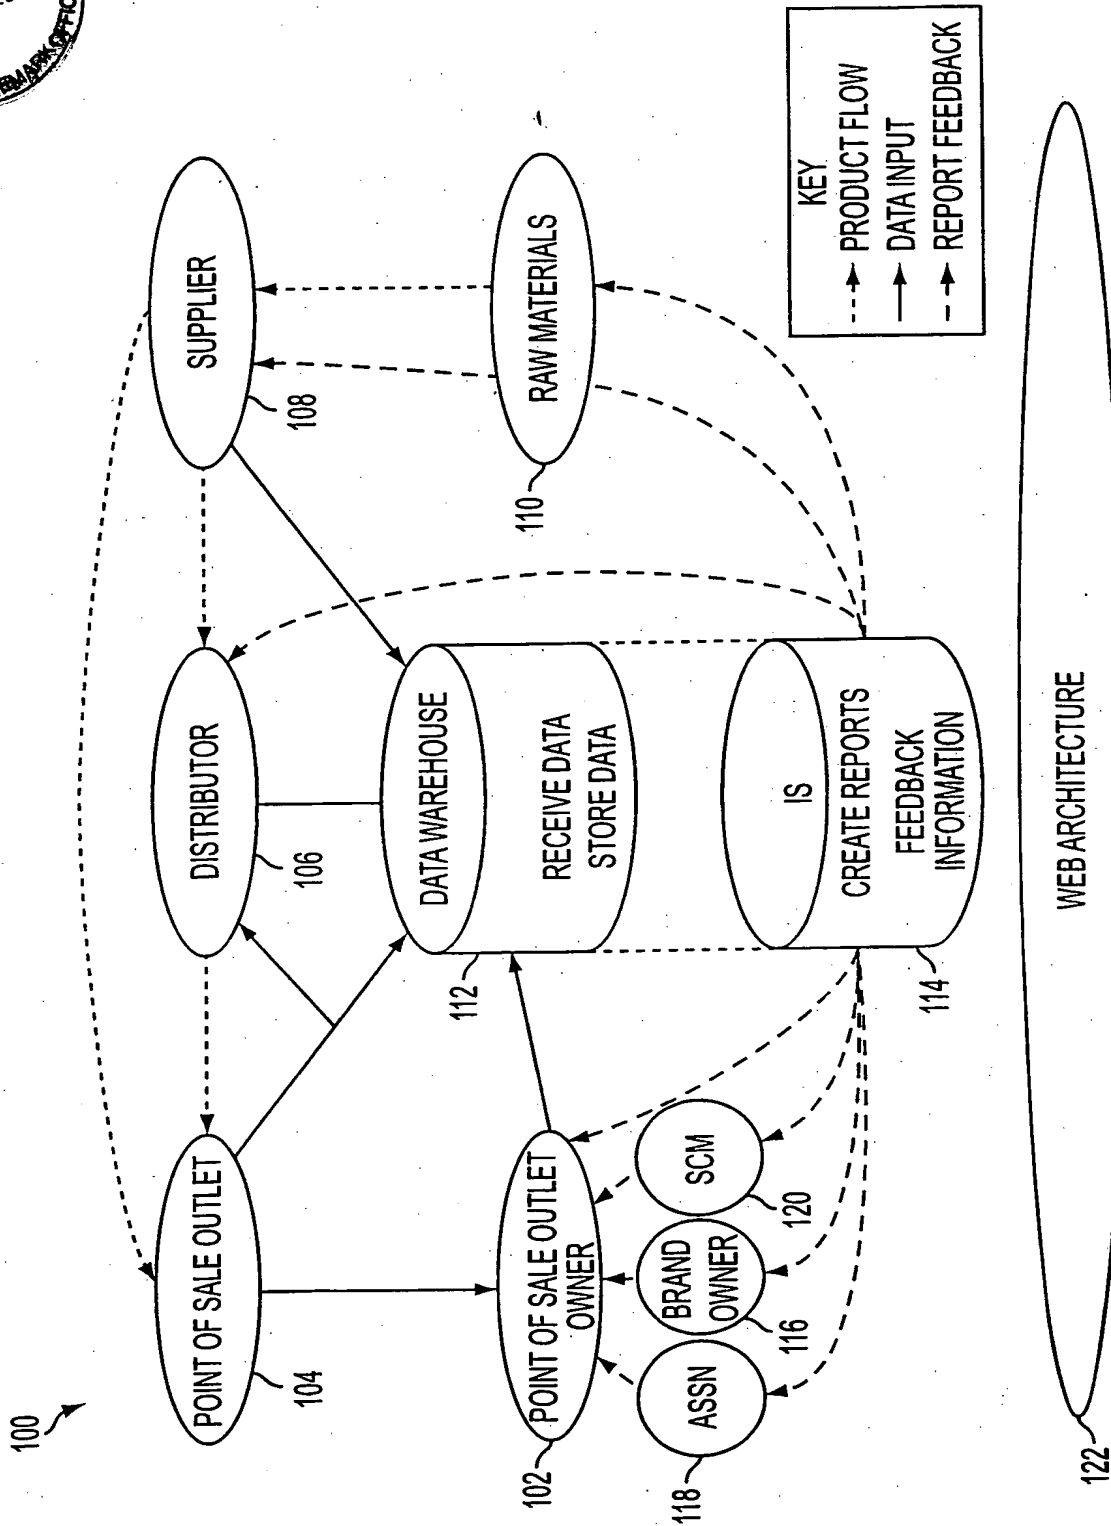 100
POINT OF SALE OUTLET
104
DISTRIBUTOR
106
SUPPLIER
108
POINT OF SALE OUTLET
OWNER
102
DATA WAREHOUSE
RECEIVE DATA
STORE DATA
112
RAW MATERIALS
110
ASSN
118
BRAND
OWNER
116
SCM
120
IS
CREATE REPORTS
FEEDBACK
INFORMATION
114
KEY
PRODUCT FLOW
DATA INPUT
REPORT FEEDBACK
WEB ARCHITECTURE
122